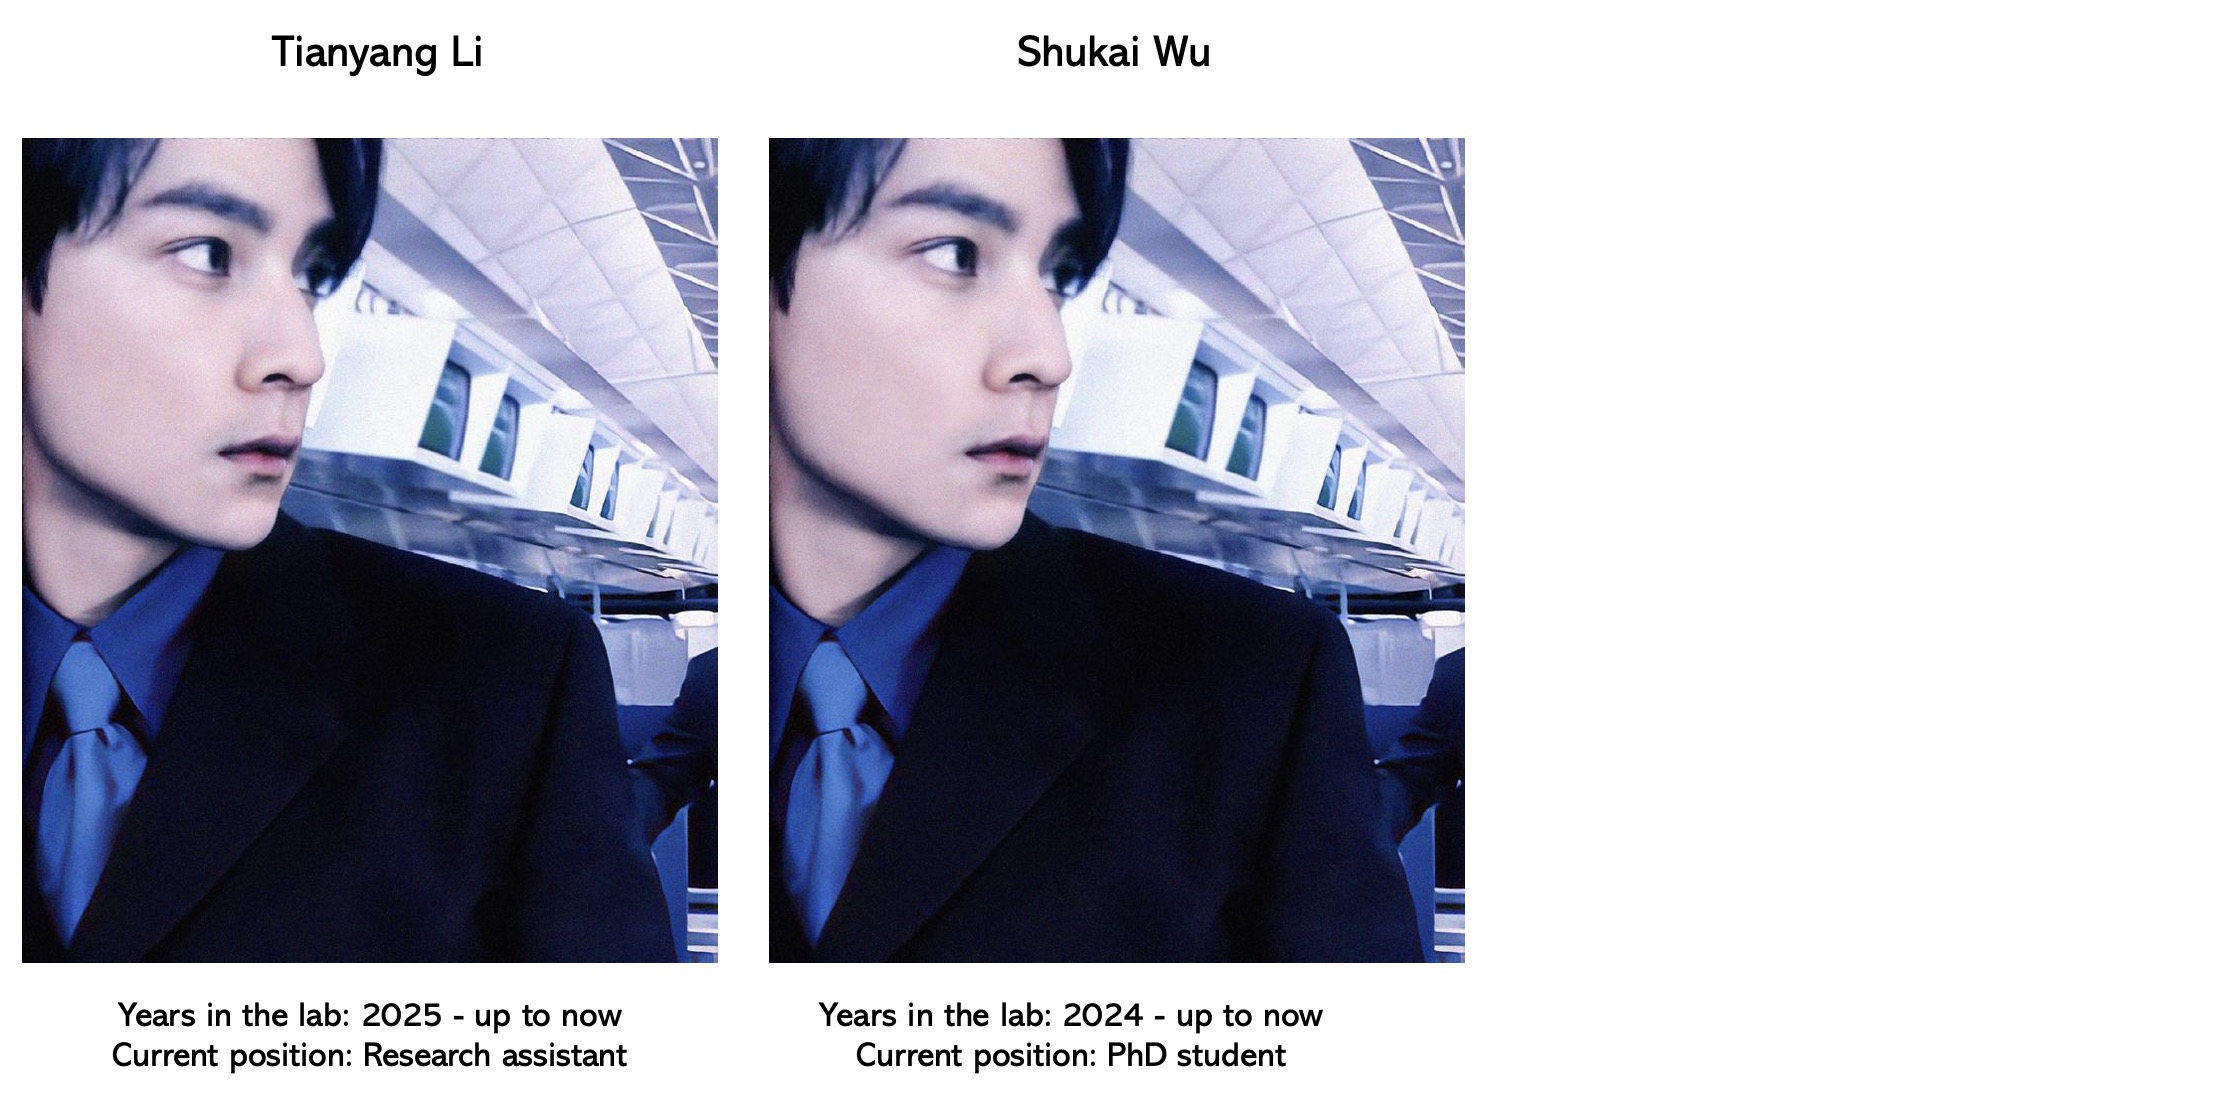 Tianyang Li
Shukai Wu
Years in the lab: 2025 - up to now
Current position: Research assistant
Years in the lab: 2024 - up to now
Current position: PhD student